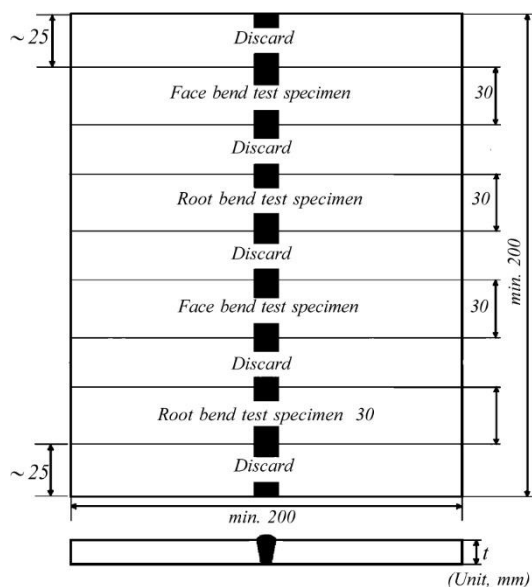 ~25
Discard
Face bend test specimen
30
Discard
Root bend test specimen
30
Discard
min. 200
Face bend test specimen
30
Discard
Root bend test specimen 30
Discard
~25
min. 200
t
(Unit, mm)